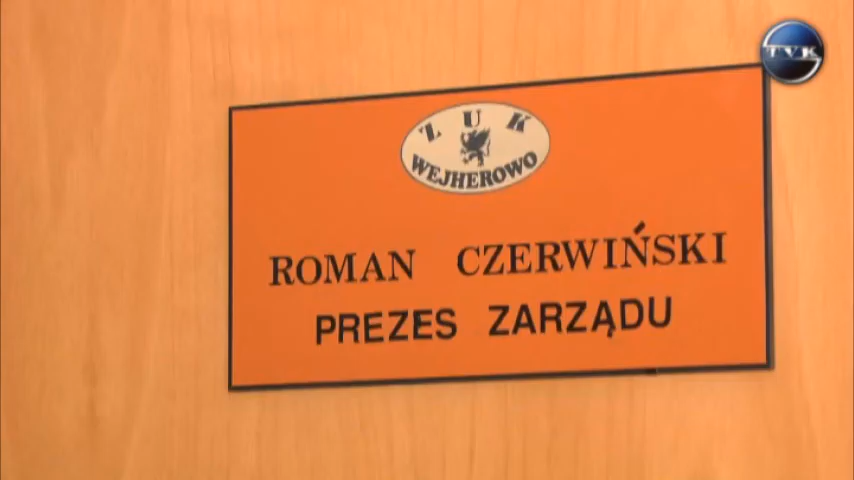 TVK
ZUK
WEJHEROWO
ROMAN CZERWIŃSKI
PREZES ZARZĄDU